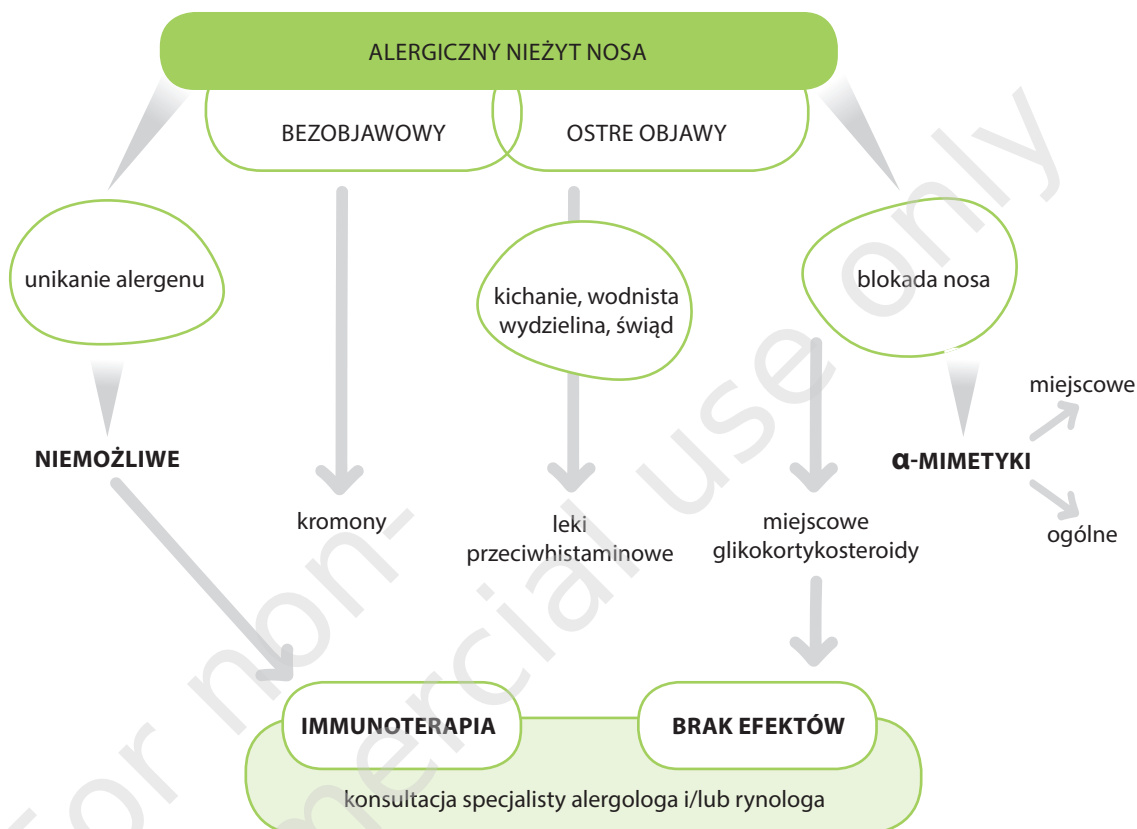 ALERGICZNY NIEŻYT NOSA
BEZOBJAWOWY
OSTRE OBJAWY
unikanie alergenu
kichanie, wodnista
wydzielina, świąd
blokada nosa
miejscowe
NIEMOŻLIWE
α-MIMETYKI
ogólne
kromony
leki
przeciwhistaminowe
miejscowe
glikokortykosteroidy
IMMUNOTERAPIA
BRAK EFEKTÓW
konsultacja specjalisty alergologa i/lub rynologa
For non-
mercial use only